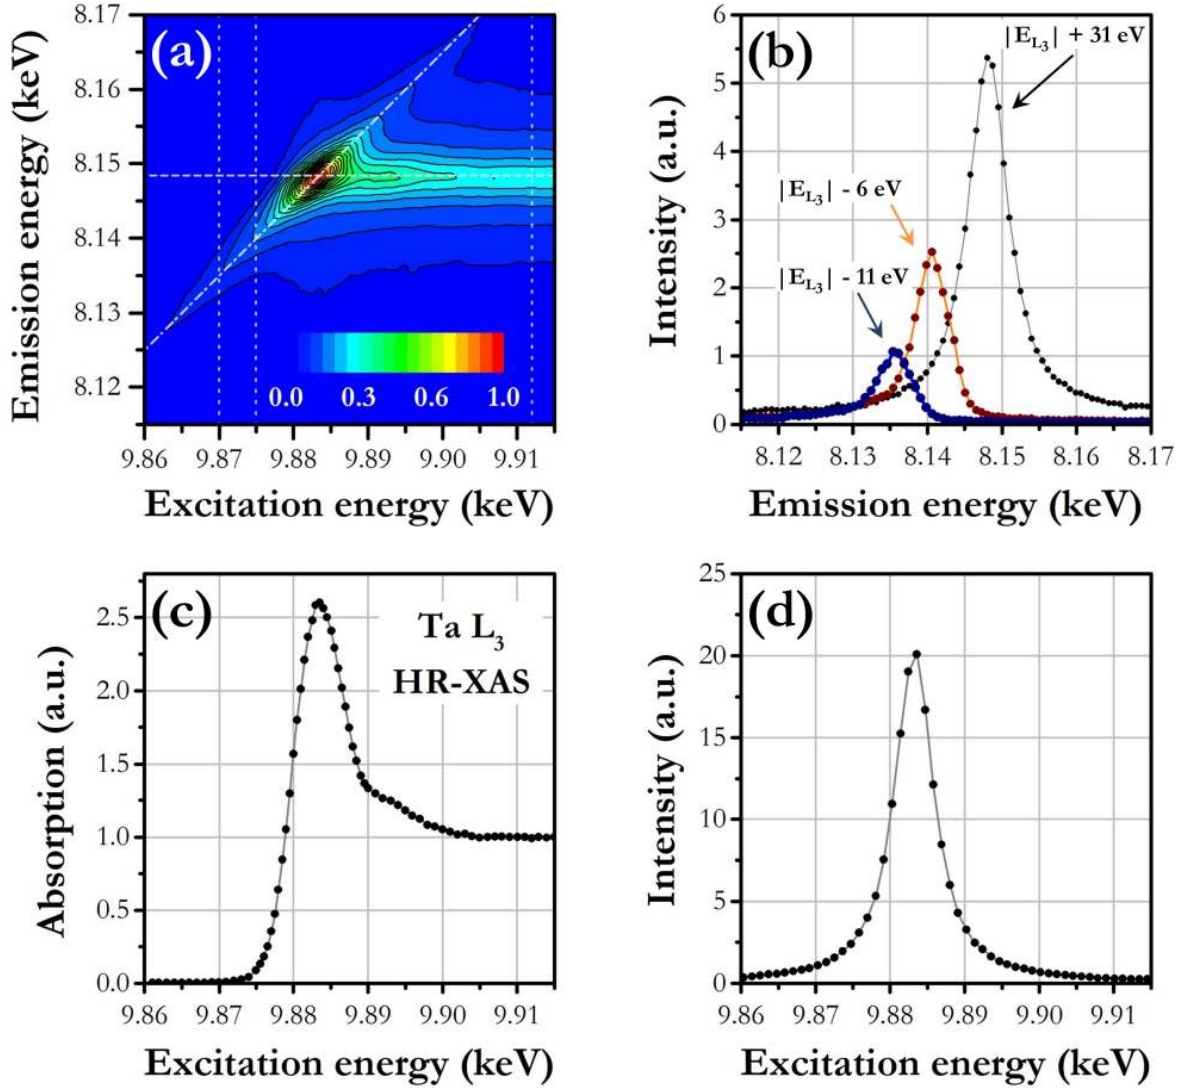 (a)
Emission energy (keV)
8.17
8.16
8.15
8.14
8.13
8.12
0.0 0.3 0.6 1.0
9.86 9.87 9.88 9.89 9.90 9.91
Excitation energy (keV)
(b)
Intensity (a.u.)
6
5
4
3
2
1
0
|E_L₃| + 31 eV
|E_L₃| - 6 eV
|E_L₃| - 11 eV
8.12 8.13 8.14 8.15 8.16 8.17
Emission energy (keV)
(c)
Ta L₃
HR-XAS
Absorption (a.u.)
2.5
2.0
1.5
1.0
0.5
0.0
9.86 9.87 9.88 9.89 9.90 9.91
Excitation energy (keV)
(d)
Intensity (a.u.)
25
20
15
10
5
0
9.86 9.87 9.88 9.89 9.90 9.91
Excitation energy (keV)